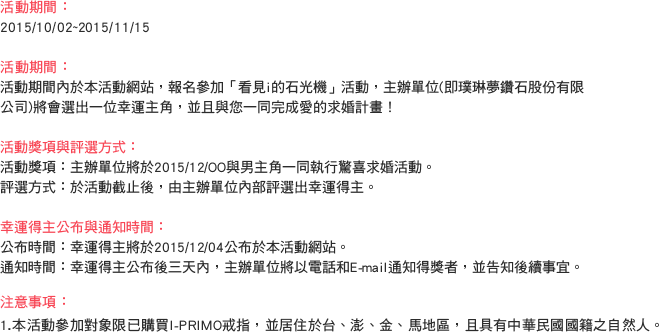 活動期間：
2015/10/02~2015/11/15
活動期間：
活動期間內於本活動網站，報名參加「看見i的石光機」活動，主辦單位(即璞琳夢鑽石股份有限
公司)將會選出一位幸運主角，並且與您一同完成愛的求婚計畫！
活動獎項與評選方式：
活動獎項：主辦單位將於2015/12/OO與男主角一同執行驚喜求婚活動。
評選方式：於活動截止後，由主辦單位內部評選出幸運得主。
幸運得主公布與通知時間：
公布時間：幸運得主將於2015/12/04公布於本活動網站。
通知時間：幸運得主公布後三天內，主辦單位將以電話和E-mail通知得獎者，並告知後續事宜。
注意事項：
1.本活動參加對象限已購買I-PRIMO戒指，並居住於台、澎、金、馬地區，且具有中華民國國籍之自然人。